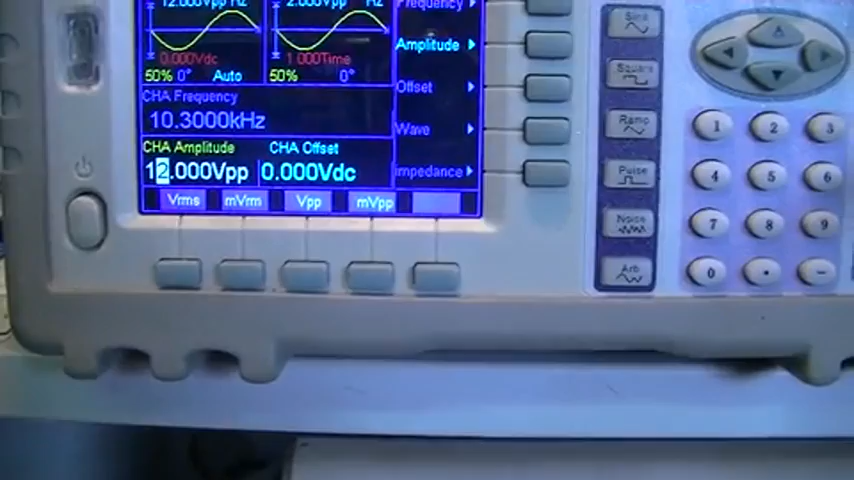 12.000Vpp Hz 2.000Vpp Hz Frequency
Amplitude
0.000Vdc 1.000Time
50% 0° Auto 50% 0°
Offset
CHA Frequency
10.3000kHz
Wave
CHA Amplitude CHA Offset
12.000Vpp 0.000Vdc
impedance
Vrms mVrm Vpp mVpp
Sine
Square
Ramp
Pulse
Noise
Arb
1 2 3
4 5 6
7 8 9
0 • −